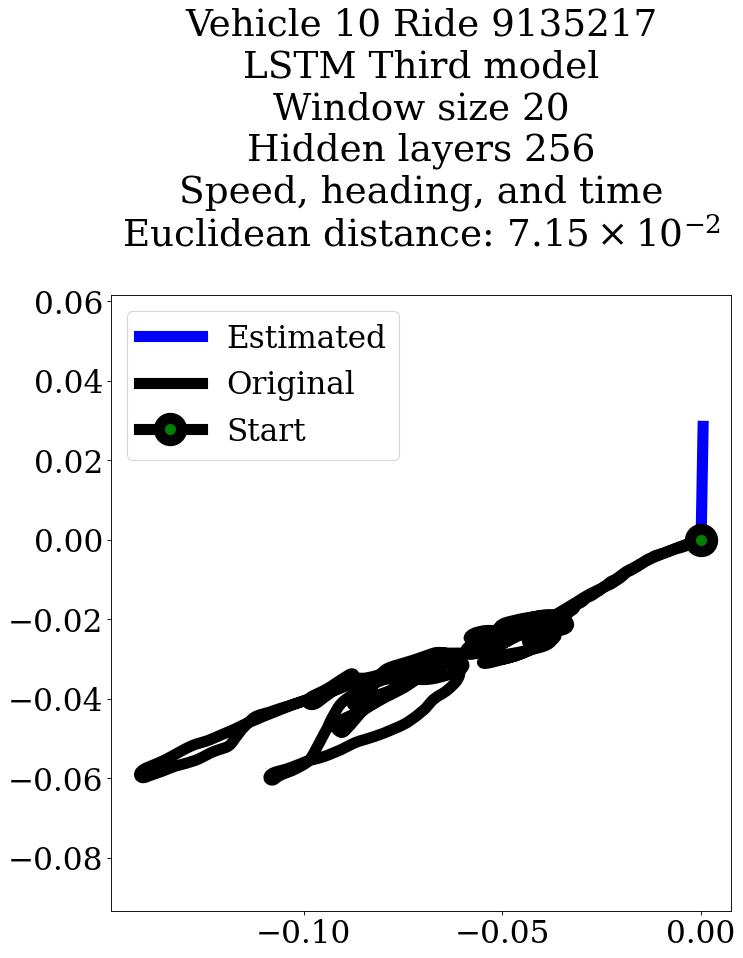 Vehicle 10 Ride 9135217
LSTM Third model
Window size 20
Hidden layers 256
Speed, heading, and time
Euclidean distance: 7.15 × 10⁻²
0.06
0.04
0.02
0.00
−0.02
−0.04
−0.06
−0.08
Estimated
Original
Start
−0.10
−0.05
0.00